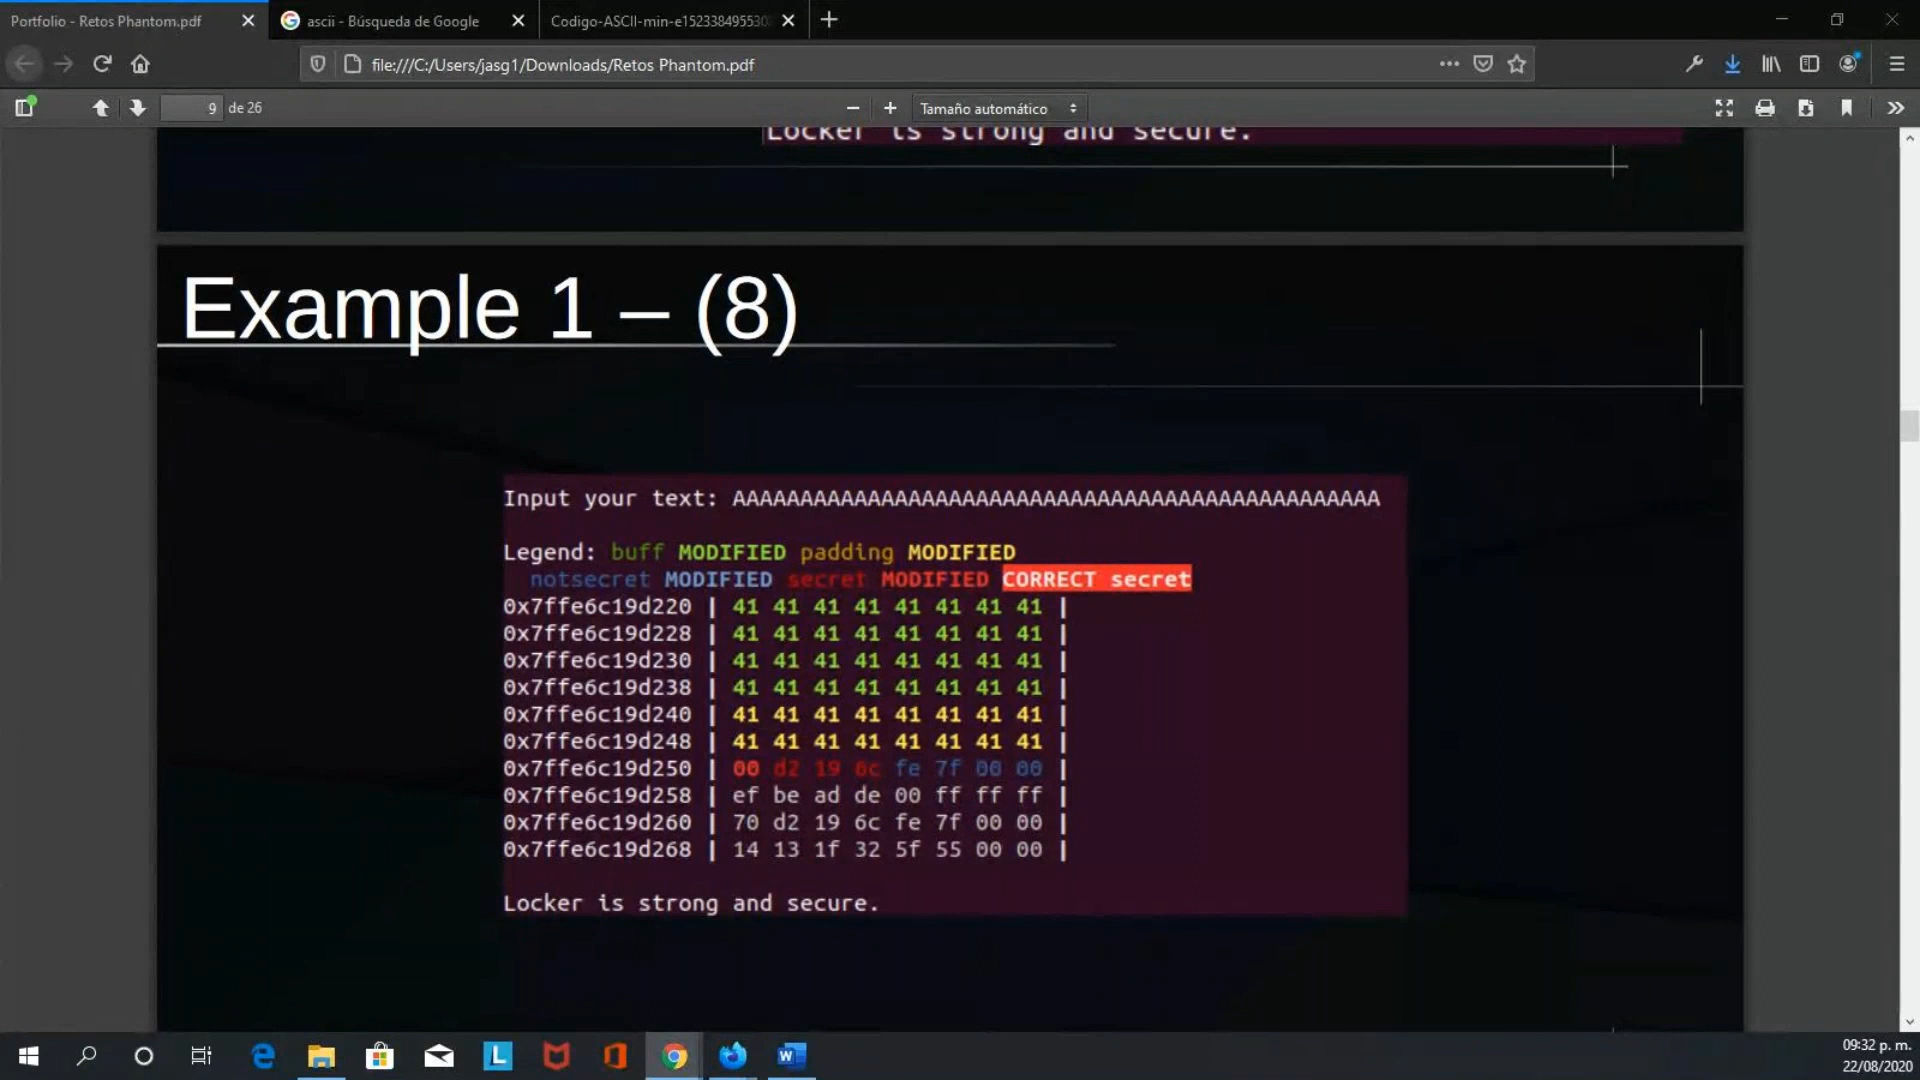 Portfolio - Retos Phantom.pdf
ascii - Búsqueda de Google
Codigo-ASCII-min-e1523384955303
file:///C:/Users/jasg1/Downloads/Retos Phantom.pdf
9 de 26
Tamaño automático
Locker is strong and secure.
Example 1 – (8)
Input your text: AAAAAAAAAAAAAAAAAAAAAAAAAAAAAAAAAAAAAAAAAAAAAAAA
Legend: buff MODIFIED padding MODIFIED
notsecret MODIFIED secret MODIFIED CORRECT secret
0x7ffe6c19d220 | 41 41 41 41 41 41 41 41 |
0x7ffe6c19d228 | 41 41 41 41 41 41 41 41 |
0x7ffe6c19d230 | 41 41 41 41 41 41 41 41 |
0x7ffe6c19d238 | 41 41 41 41 41 41 41 41 |
0x7ffe6c19d240 | 41 41 41 41 41 41 41 41 |
0x7ffe6c19d248 | 41 41 41 41 41 41 41 41 |
0x7ffe6c19d250 | 00 d2 19 6c fe 7f 00 00 |
0x7ffe6c19d258 | ef be ad de 00 ff ff ff |
0x7ffe6c19d260 | 70 d2 19 6c fe 7f 00 00 |
0x7ffe6c19d268 | 14 13 1f 32 5f 55 00 00 |
Locker is strong and secure.
09:32 p. m.
22/08/2020